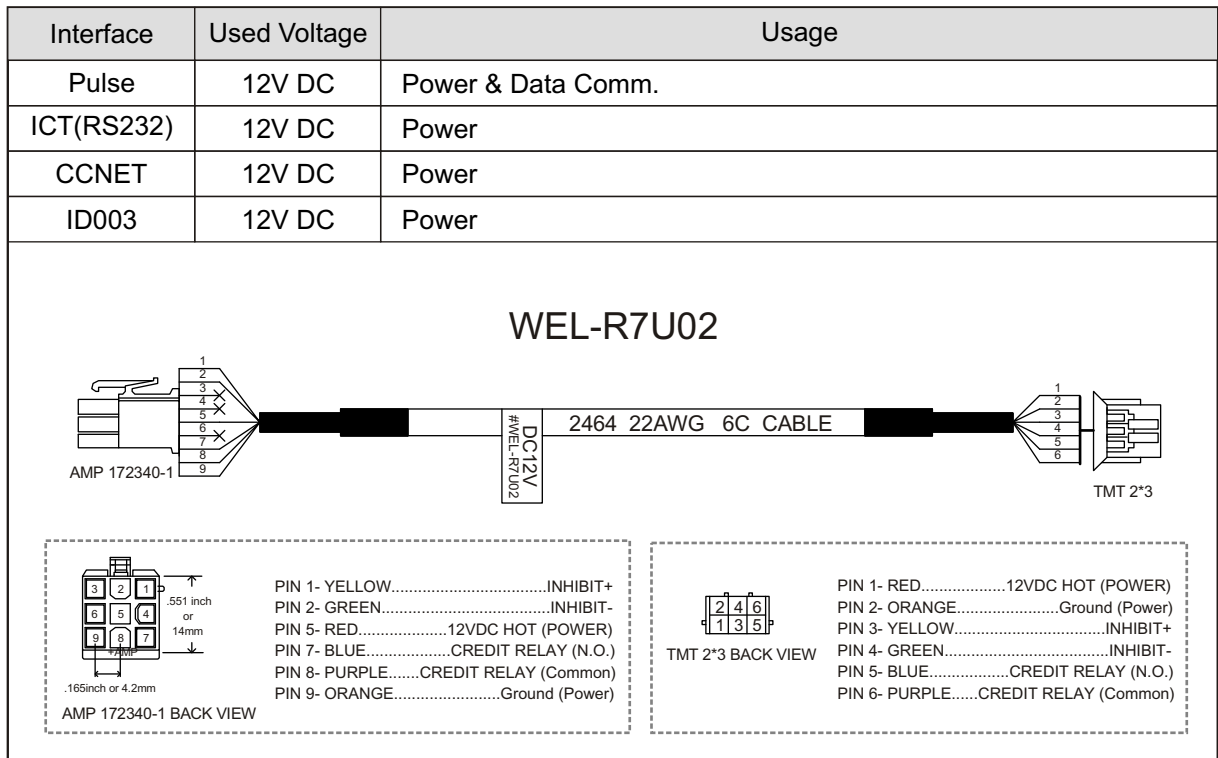 Interface Used Voltage Usage
Pulse 12V DC Power & Data Comm.
ICT(RS232) 12V DC Power
CCNET 12V DC Power
ID003 12V DC Power
WEL-R7U02
1
2
3
4
5
6
7
8
9
AMP 172340-1
DC12V
#WEL-R7U02
2464 22AWG 6C CABLE
1
2
3
4
5
6
TMT 2*3
3 2 1
6 5 4
9 8 7
+AMP
.551 inch
or
14mm
.165inch or 4.2mm
AMP 172340-1 BACK VIEW
PIN 1- YELLOW...................................INHIBIT+
PIN 2- GREEN.....................................INHIBIT-
PIN 5- RED....................12VDC HOT (POWER)
PIN 7- BLUE...................CREDIT RELAY (N.O.)
PIN 8- PURPLE.......CREDIT RELAY (Common)
PIN 9- ORANGE........................Ground (Power)
2 4 6
1 3 5
TMT 2*3 BACK VIEW
PIN 1- RED...................12VDC HOT (POWER)
PIN 2- ORANGE.......................Ground (Power)
PIN 3- YELLOW..................................INHIBIT+
PIN 4- GREEN.....................................INHIBIT-
PIN 5- BLUE..................CREDIT RELAY (N.O.)
PIN 6- PURPLE......CREDIT RELAY (Common)